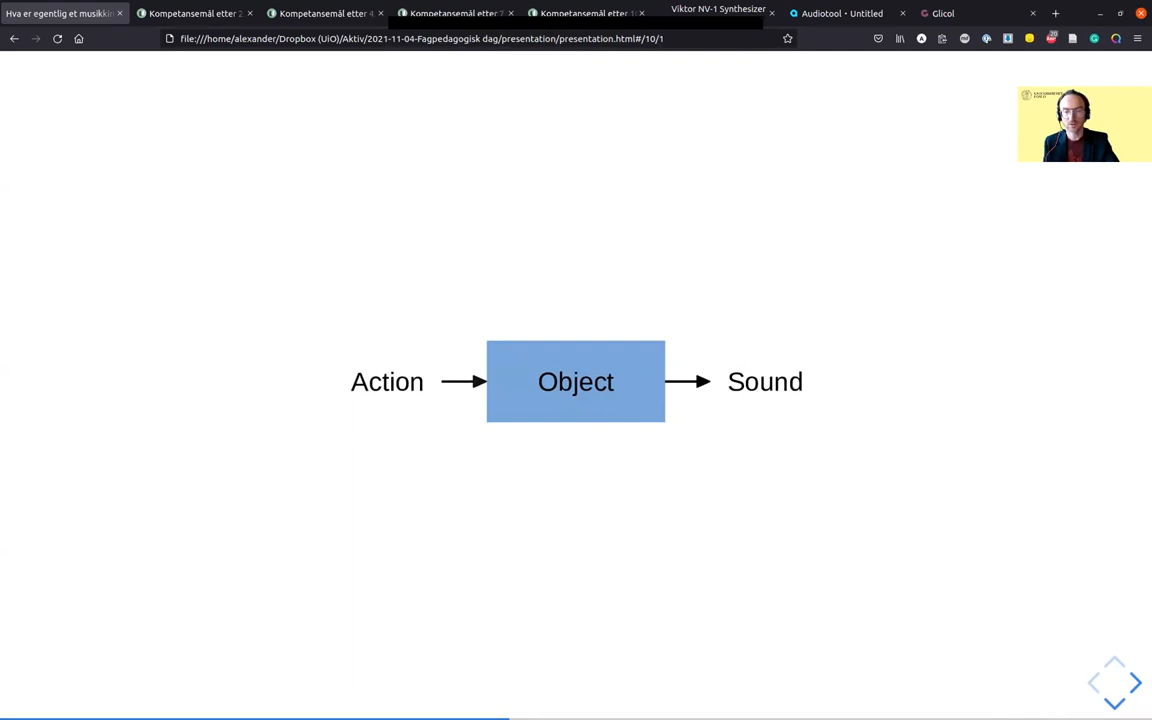 Hva er egentlig et musikkin
Kompetansemål etter 2
Kompetansemål etter 4
Kompetansemål etter 7
Kompetansemål etter 10
Viktor NV-1 Synthesizer
Audiotool • Untitled
Glicol
file:///home/alexander/Dropbox (UiO)/Aktiv/2021-11-04-Fagpedagogisk dag/presentation/presentation.html#/10/1
20
Action
Object
Sound